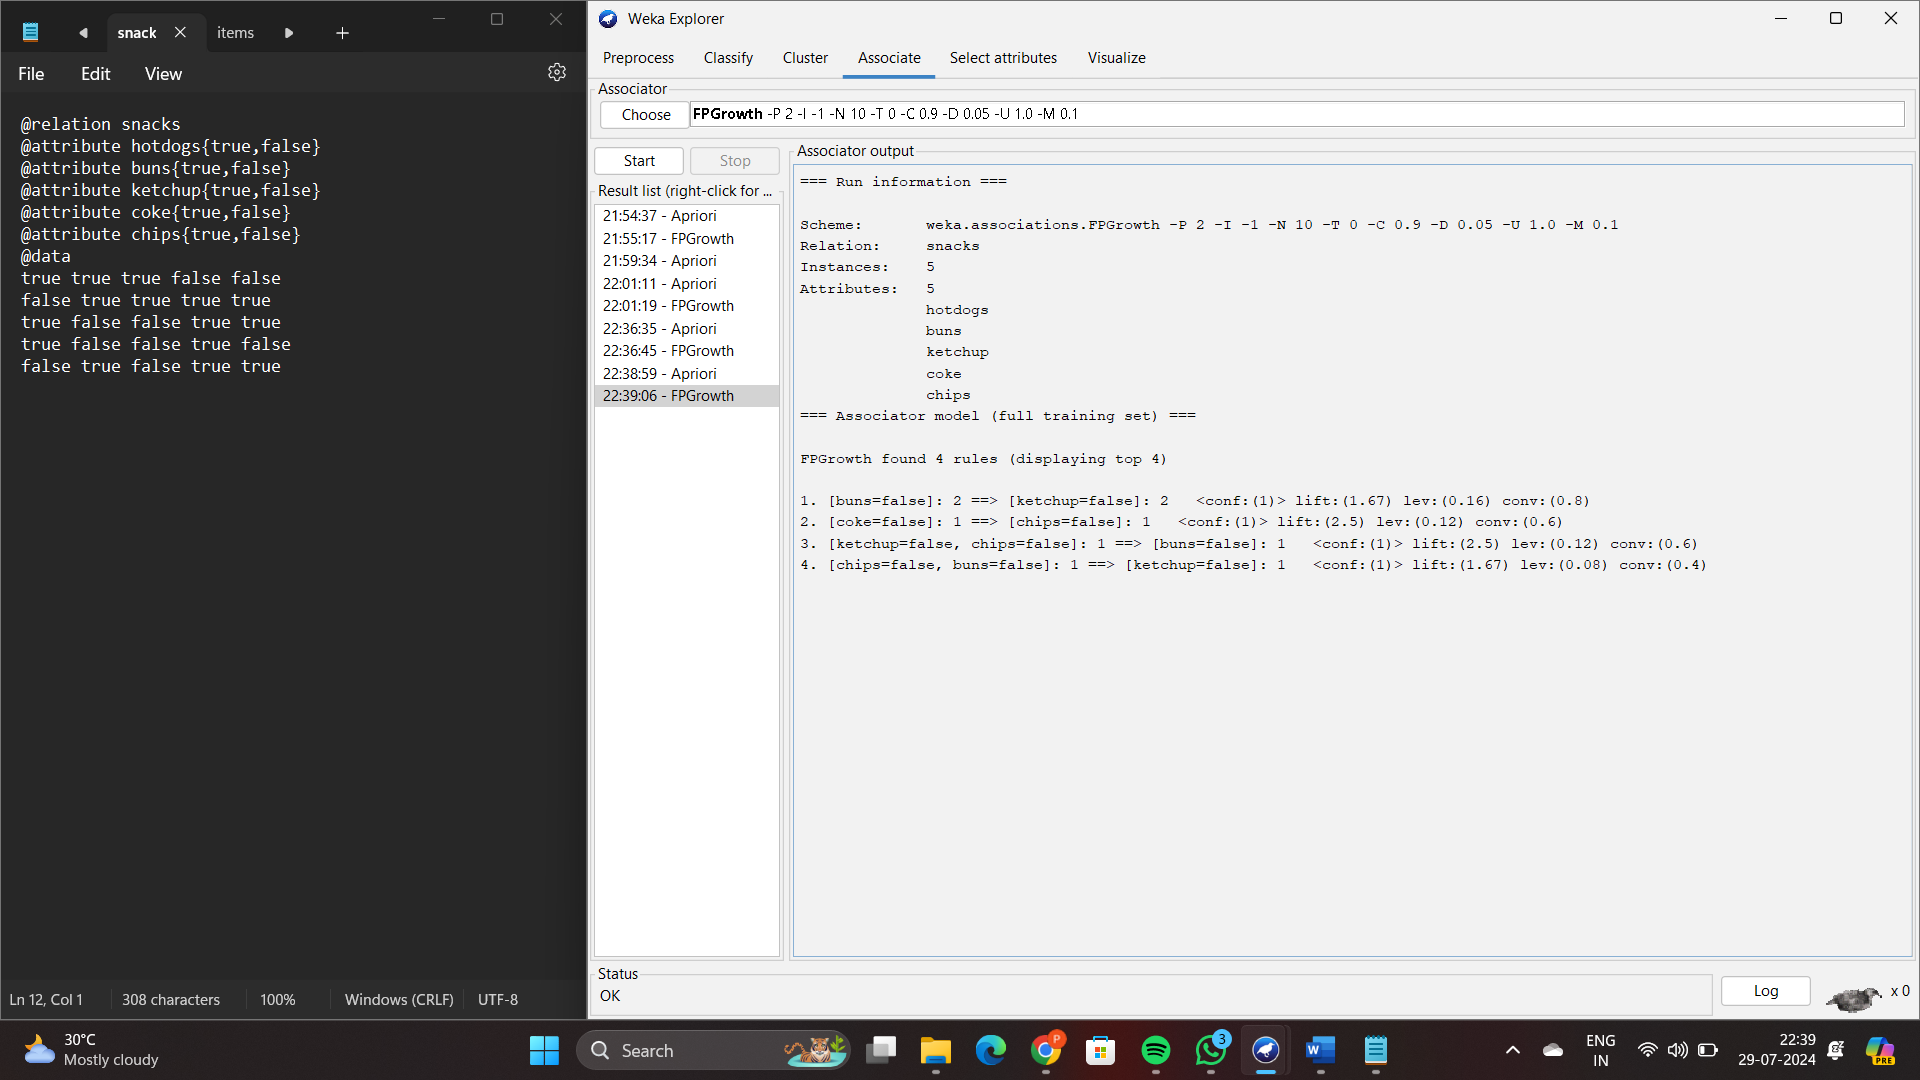 snack
items
File
Edit
View
@relation snacks
@attribute hotdogs{true,false}
@attribute buns{true,false}
@attribute ketchup{true,false}
@attribute coke{true,false}
@attribute chips{true,false}
@data
true true true false false
false true true true true
true false false true true
true false false true false
false true false true true
Ln 12, Col 1
308 characters
100%
Windows (CRLF)
UTF-8
Weka Explorer
Preprocess
Classify
Cluster
Associate
Select attributes
Visualize
Associator
Choose
FPGrowth -P 2 -I -1 -N 10 -T 0 -C 0.9 -D 0.05 -U 1.0 -M 0.1
Start
Stop
Result list (right-click for ...
21:54:37 - Apriori
21:55:17 - FPGrowth
21:59:34 - Apriori
22:01:11 - Apriori
22:01:19 - FPGrowth
22:36:35 - Apriori
22:36:45 - FPGrowth
22:38:59 - Apriori
22:39:06 - FPGrowth
Associator output
=== Run information ===
Scheme: weka.associations.FPGrowth -P 2 -I -1 -N 10 -T 0 -C 0.9 -D 0.05 -U 1.0 -M 0.1
Relation: snacks
Instances: 5
Attributes: 5
hotdogs
buns
ketchup
coke
chips
=== Associator model (full training set) ===
FPGrowth found 4 rules (displaying top 4)
1. [buns=false]: 2 ==> [ketchup=false]: 2 <conf:(1)> lift:(1.67) lev:(0.16) conv:(0.8)
2. [coke=false]: 1 ==> [chips=false]: 1 <conf:(1)> lift:(2.5) lev:(0.12) conv:(0.6)
3. [ketchup=false, chips=false]: 1 ==> [buns=false]: 1 <conf:(1)> lift:(2.5) lev:(0.12) conv:(0.6)
4. [chips=false, buns=false]: 1 ==> [ketchup=false]: 1 <conf:(1)> lift:(1.67) lev:(0.08) conv:(0.4)
Status
OK
Log
x 0
30°C
Mostly cloudy
Search
P
3
W
ENG
IN
22:39
29-07-2024
PRE